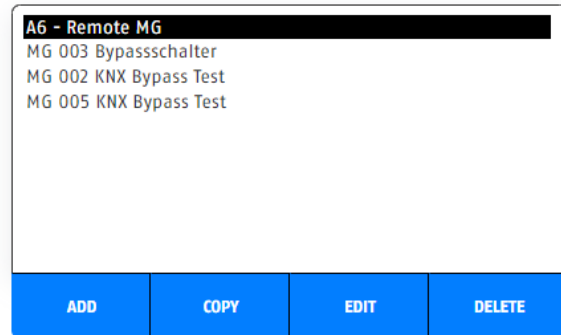 A6 - Remote MG
MG 003 Bypassschalter
MG 002 KNX Bypass Test
MG 005 KNX Bypass Test
ADD COPY EDIT DELETE